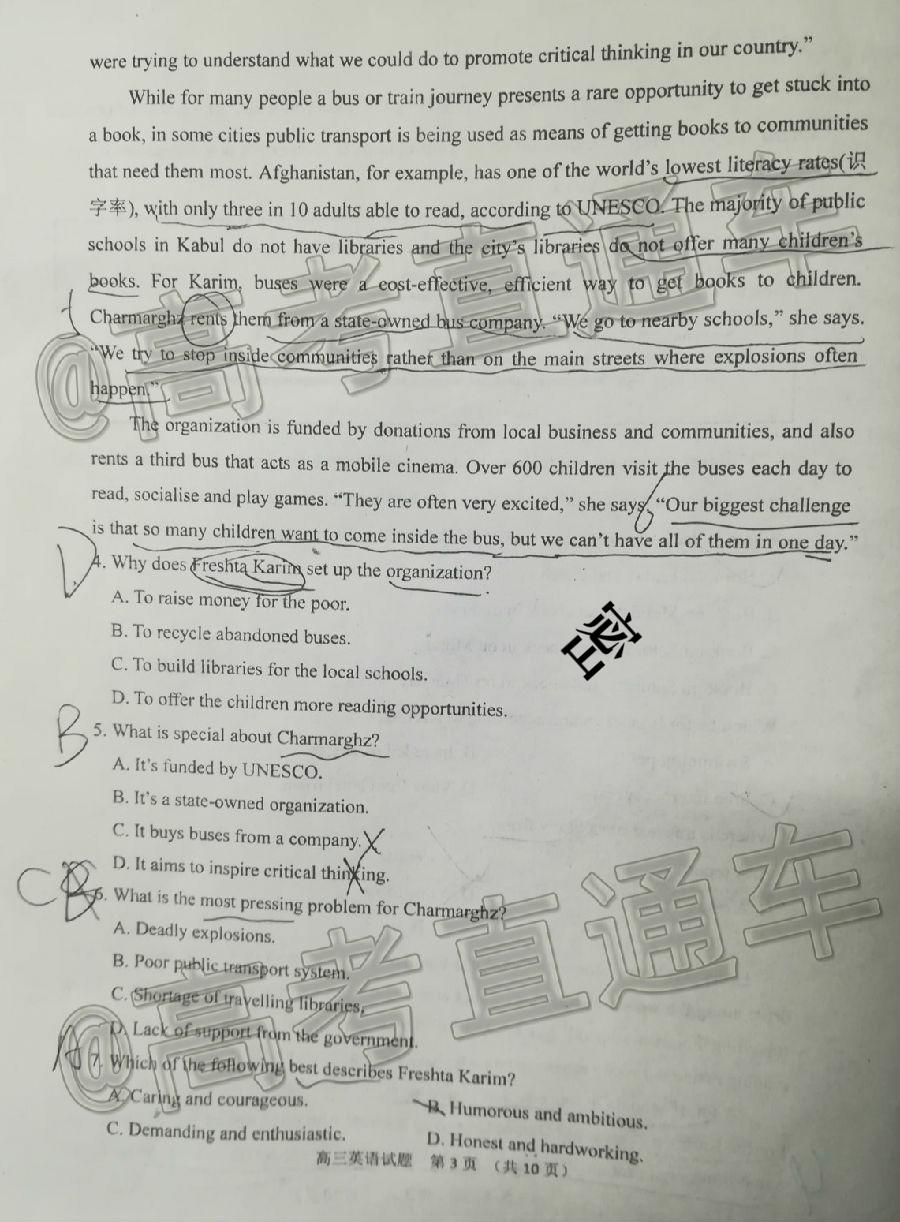 were trying to understand what we could do to promote critical thinking in our country."
While for many people a bus or train journey presents a rare opportunity to get stuck into
a book, in some cities public transport is being used as means of getting books to communities
that need them most. Afghanistan, for example, has one of the world's lowest literacy rates(识
字率), with only three in 10 adults able to read, according to UNESCO. The majority of public
schools in Kabul do not have libraries and the city's libraries do not offer many children's
books. For Karim, buses were a cost-effective, efficient way to get books to children.
Charmarghz rents them from a state-owned bus company. "We go to nearby schools," she says.
"We try to stop inside communities rather than on the main streets where explosions often
happen."
The organization is funded by donations from local business and communities, and also
rents a third bus that acts as a mobile cinema. Over 600 children visit the buses each day to
read, socialise and play games. "They are often very excited," she says. "Our biggest challenge
is that so many children want to come inside the bus, but we can't have all of them in one day."
D
4. Why does Freshta Karim set up the organization?
A. To raise money for the poor.
B. To recycle abandoned buses.
C. To build libraries for the local schools.
D. To offer the children more reading opportunities.
密
B
5. What is special about Charmarghz?
A. It's funded by UNESCO.
B. It's a state-owned organization.
C. It buys buses from a company.
D. It aims to inspire critical thinking.
C
6. What is the most pressing problem for Charmarghz?
A. Deadly explosions.
B. Poor public transport system.
C. Shortage of travelling libraries.
D. Lack of support from the government.
A
7. Which of the following best describes Freshta Karim?
A. Caring and courageous.
B. Humorous and ambitious.
C. Demanding and enthusiastic.
D. Honest and hardworking.
高三英语试题 第 3 页 (共 10 页)
@高考直通车
@高考直通车